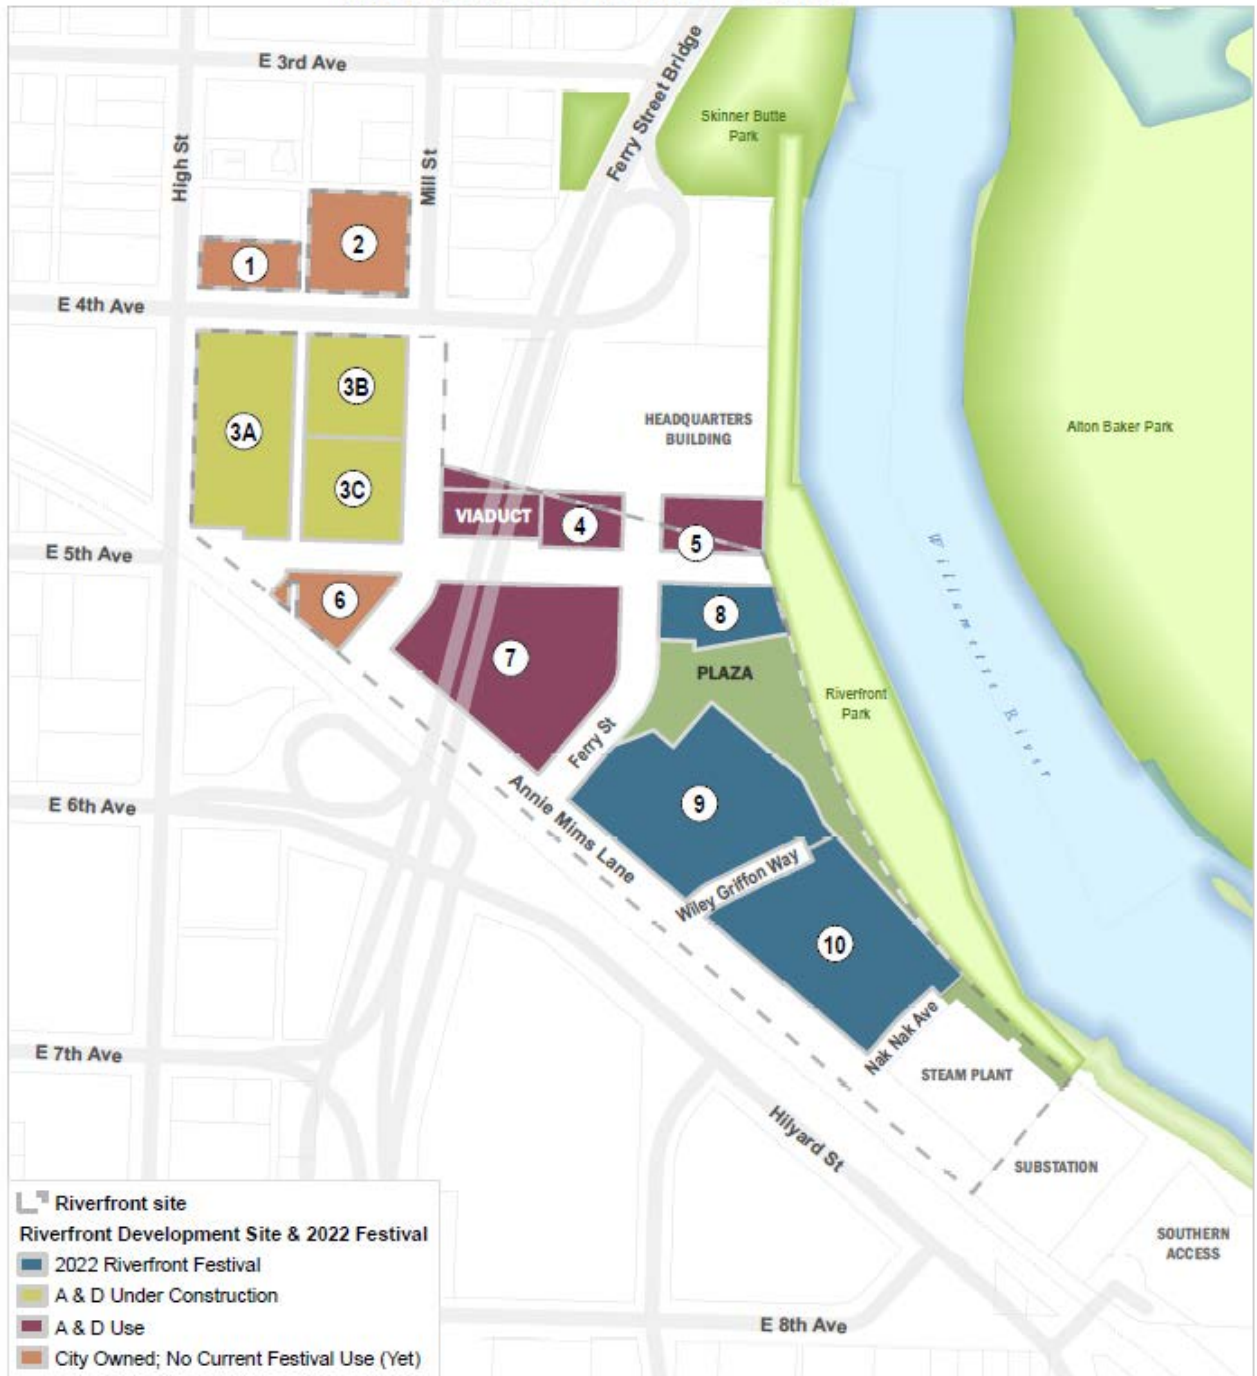 E 3rd Ave
Ferry Street Bridge
Skinner Butte
Park
High St
Mill St
2
1
E 4th Ave
3B
HEADQUARTERS
BUILDING
Alton Baker Park
3A
3C
VIADUCT
4
5
E 5th Ave
6
8
7
PLAZA
Riverfront
Park
Willamette River
Ferry St
E 6th Ave
Annie Mims Lane
9
Wiley Griffon Way
10
Nak Nak Ave
E 7th Ave
STEAM PLANT
Hilyard St
SUBSTATION
SOUTHERN
ACCESS
E 8th Ave
Riverfront site
Riverfront Development Site & 2022 Festival
2022 Riverfront Festival
A & D Under Construction
A & D Use
City Owned; No Current Festival Use (Yet)